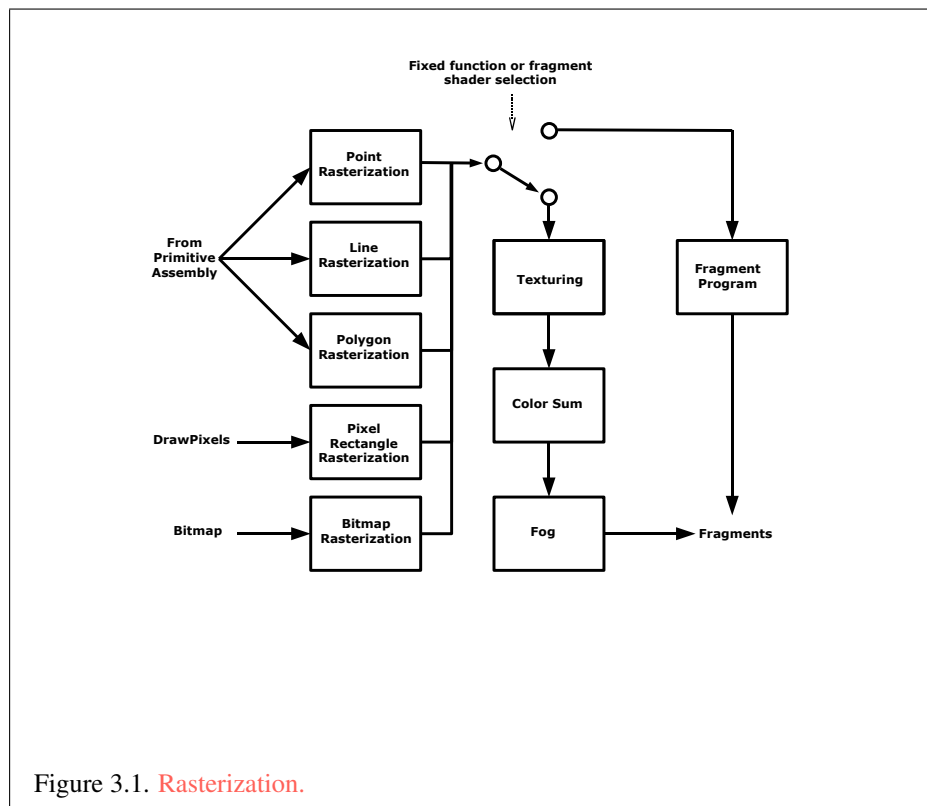 Fixed function or fragment
shader selection
Point
Rasterization
From
Primitive
Assembly
Line
Rasterization
Polygon
Rasterization
DrawPixels
Pixel
Rectangle
Rasterization
Bitmap
Bitmap
Rasterization
Texturing
Color Sum
Fog
Fragment
Program
Fragments
Figure 3.1. Rasterization.